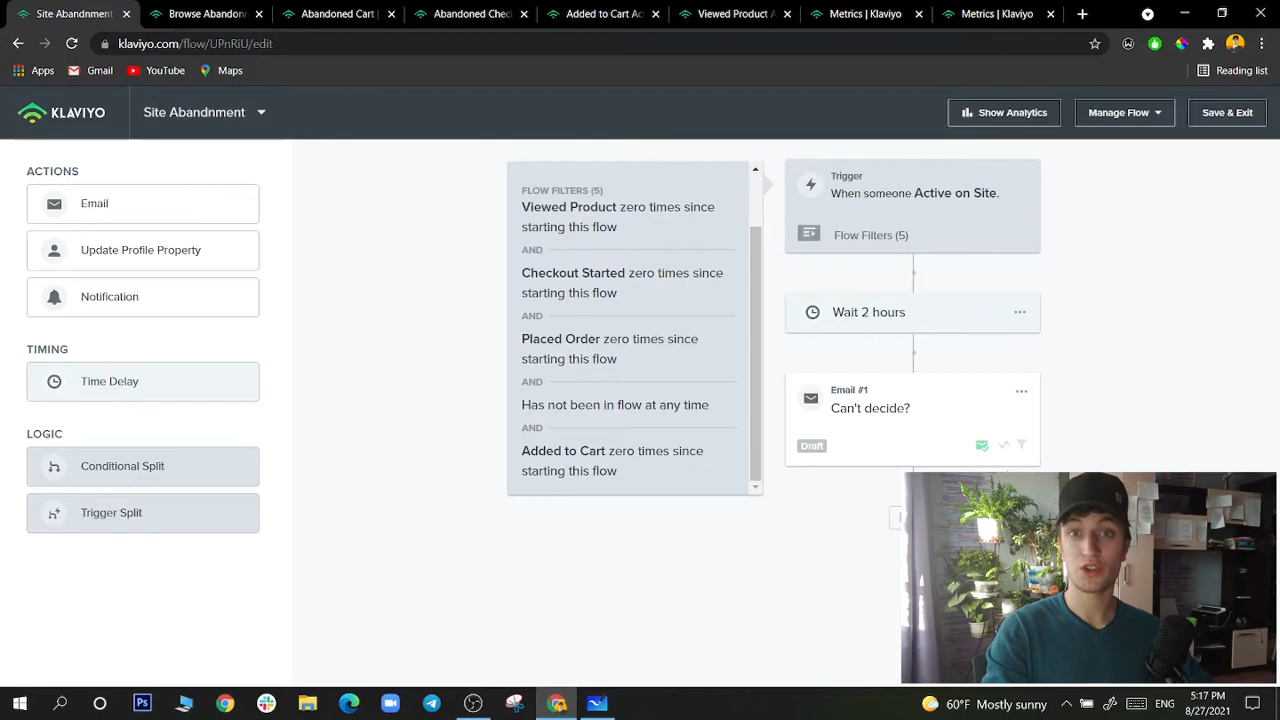 Site Abandnment
Browse Abandonm
Abandoned Cart |
Abandoned Chec
Added to Cart Ac
Viewed Product A
Metrics | Klaviyo
Metrics | Klaviyo
klaviyo.com/flow/UPnRiU/edit
Apps
Gmail
YouTube
Maps
Reading list
KLAVIYO
Site Abandnment
Show Analytics
Manage Flow
Save & Exit
ACTIONS
Email
Update Profile Property
Notification
TIMING
Time Delay
LOGIC
Conditional Split
Trigger Split
FLOW FILTERS (5)
Viewed Product zero times since
starting this flow
AND
Checkout Started zero times since
starting this flow
AND
Placed Order zero times since
starting this flow
AND
Has not been in flow at any time
AND
Added to Cart zero times since
starting this flow
Trigger
When someone Active on Site.
Flow Filters (5)
Wait 2 hours
Email #1
Can't decide?
Draft
Ps
60°F Mostly sunny
ENG
5:17 PM
8/27/2021